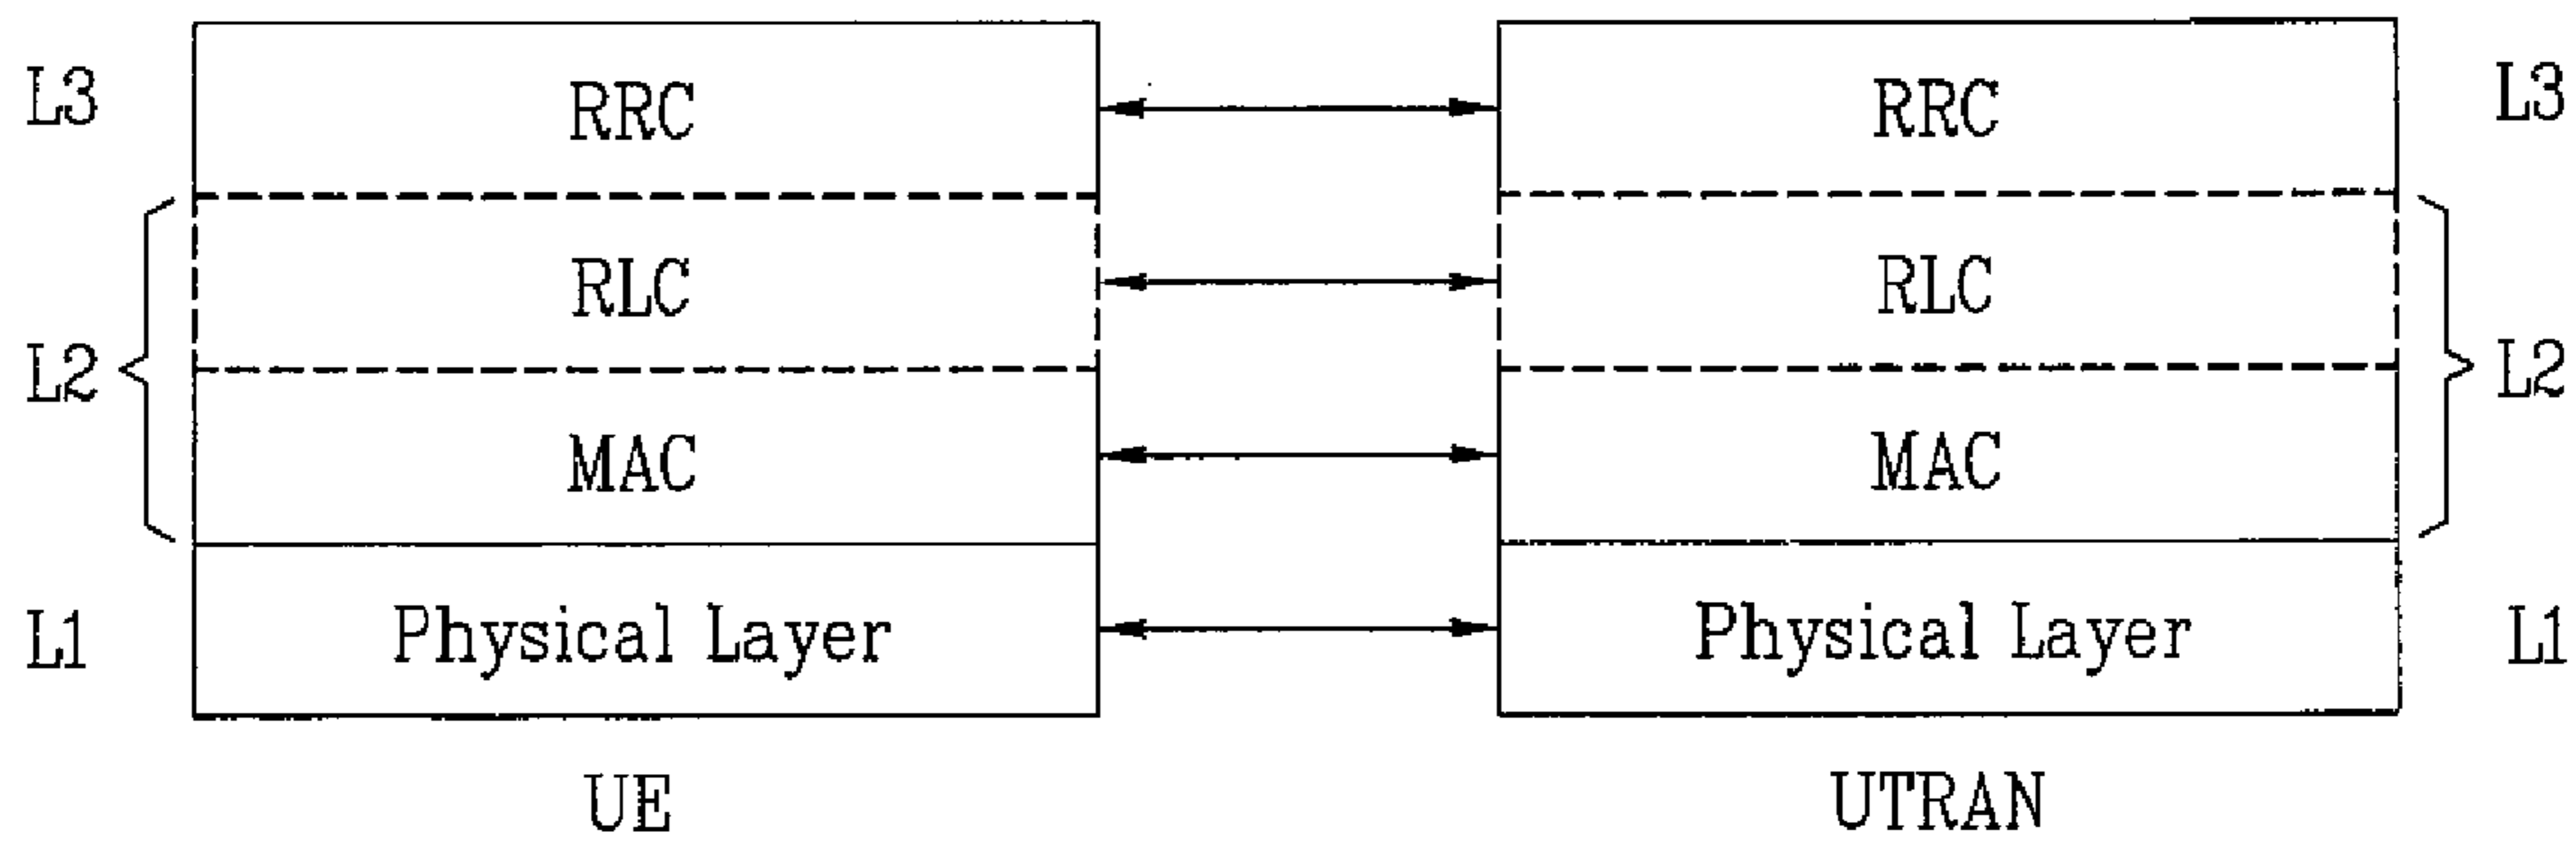 L3 RRC RRC L3
RLC RLC
L2 L2
MAC MAC
L1 Physical Layer Physical Layer L1
UE UTRAN